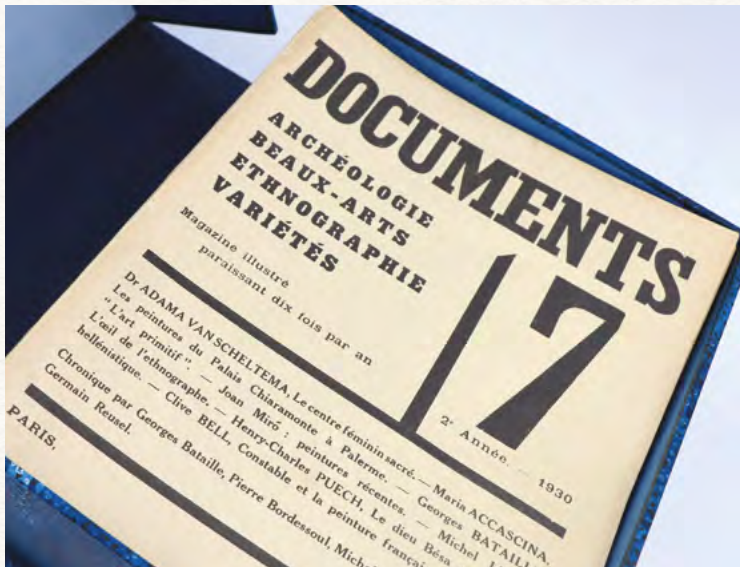 DOCUMENTS
ARCHÉOLOGIE
BEAUX-ARTS
ETHNOGRAPHIE
VARIÉTÉS
Magazine illustré
paraissant dix fois par an
7
2e Année. — 1930
Dr ADAMA VAN SCHELTEMA, Le centre féminin sacré. — Maria ACCASCINA,
Les peintures du Palais Chiaramonte à Palerme. — Georges
"L'art primitif". — Joan Miró : peintures récentes. — Michel
L'œil de l'ethnographe. — Henry-Charles PUECH, Le dieu Bésa
hellénistique. — Clive BELL, Constable et la peinture
Chronique par Georges Bataille, Pierre Bordessoul,
Germain Reusel.
PARIS,